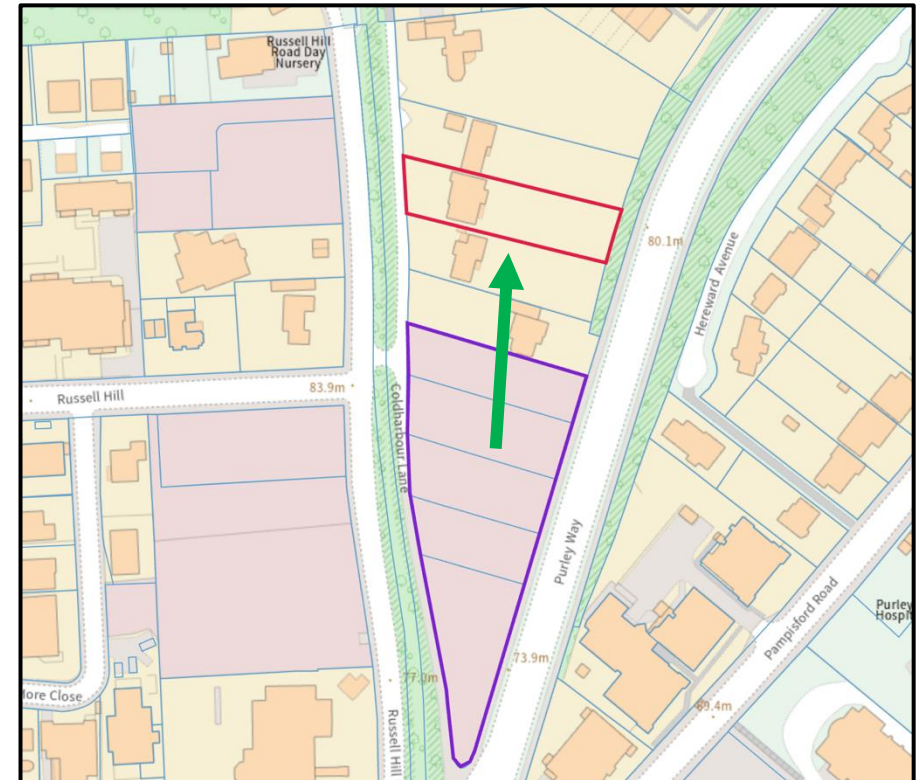 Russell Hill
Road Day
Nursery
80.1m
Hereward Avenue
83.9m
Russell Hill
Coldharbour Lane
Purley Way
Pampisford Road
Purley
Hospi
73.9m
77.0m
69.4m
lore Close
Russell Hill